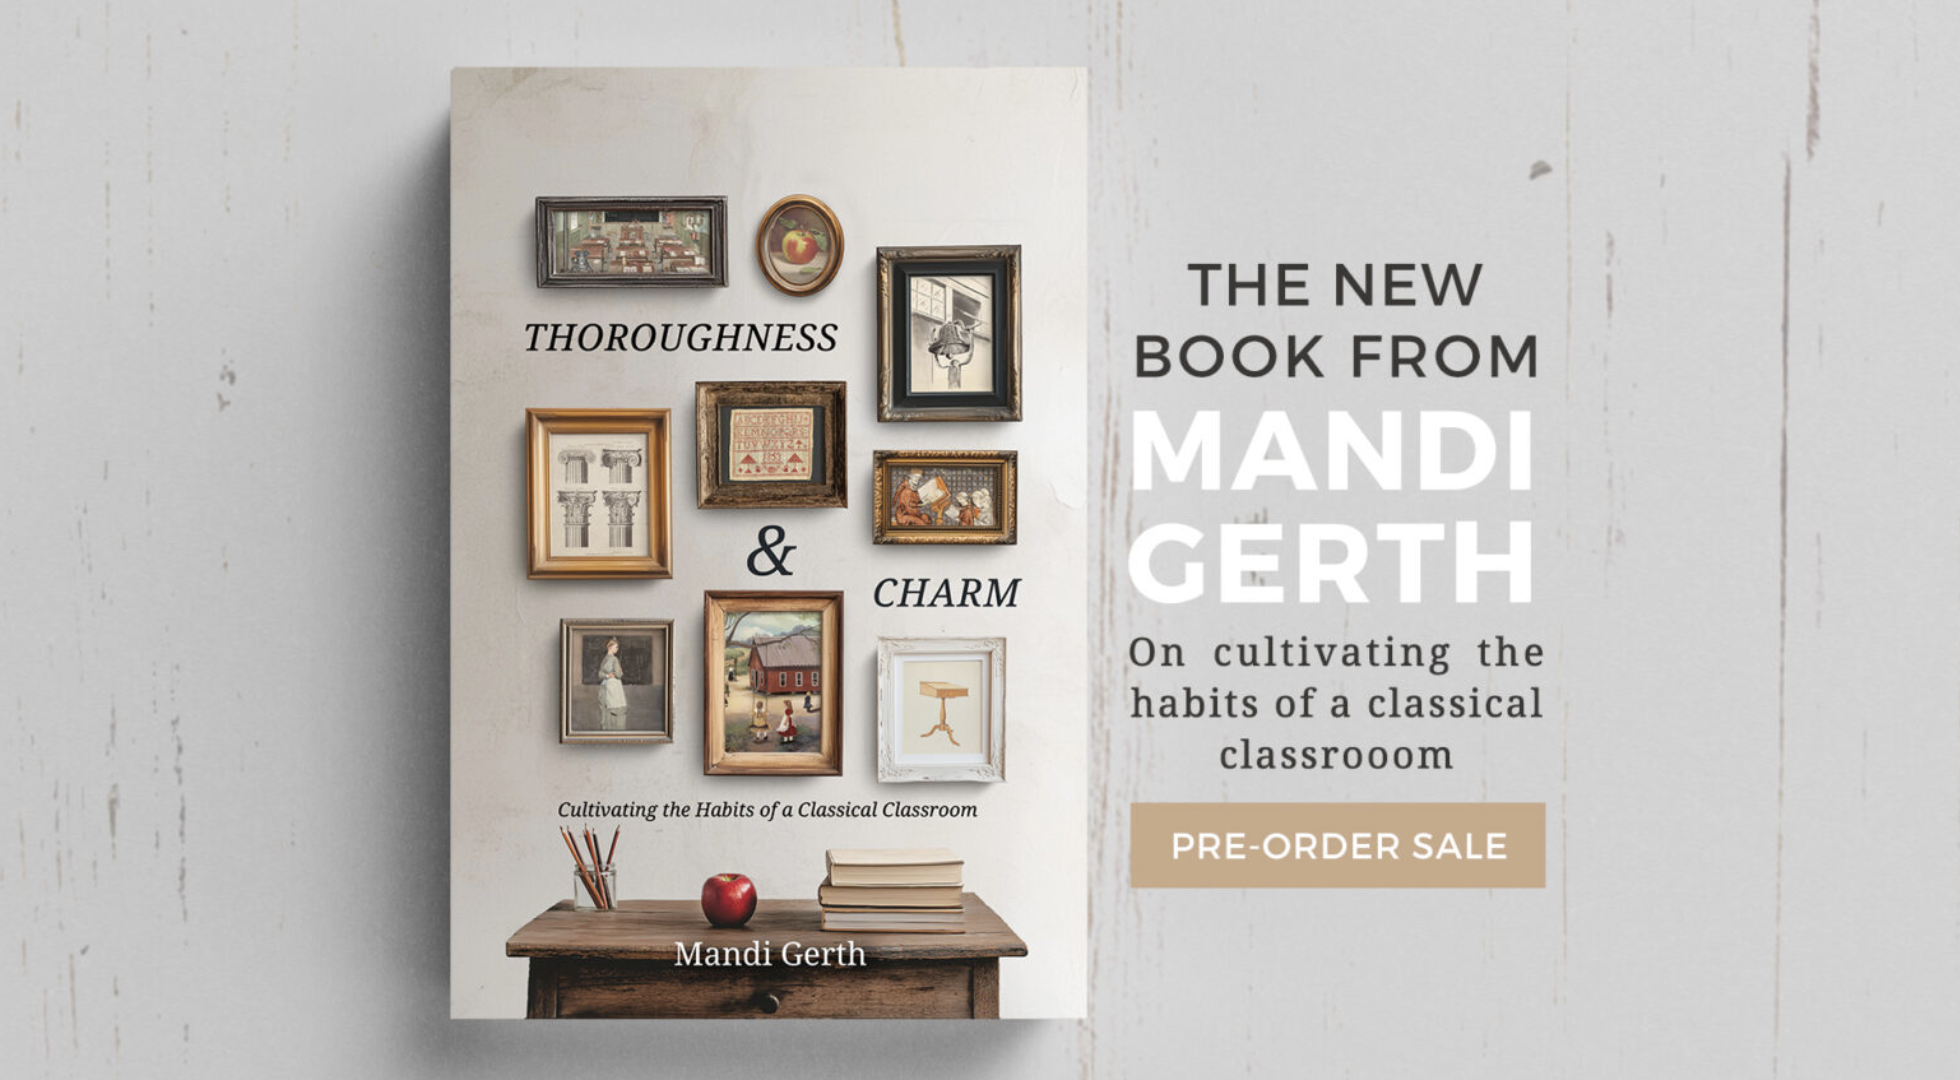 THOROUGHNESS
&
CHARM
Cultivating the Habits of a Classical Classroom
Mandi Gerth
THE NEW
BOOK FROM
MANDI
GERTH
On cultivating the
habits of a classical
classrooom
PRE-ORDER SALE